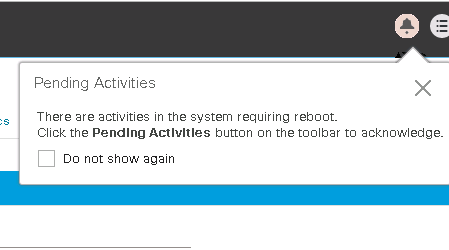 Pending Activities
There are activities in the system requiring reboot.
Click the Pending Activities button on the toolbar to acknowledge.
cs
Do not show again